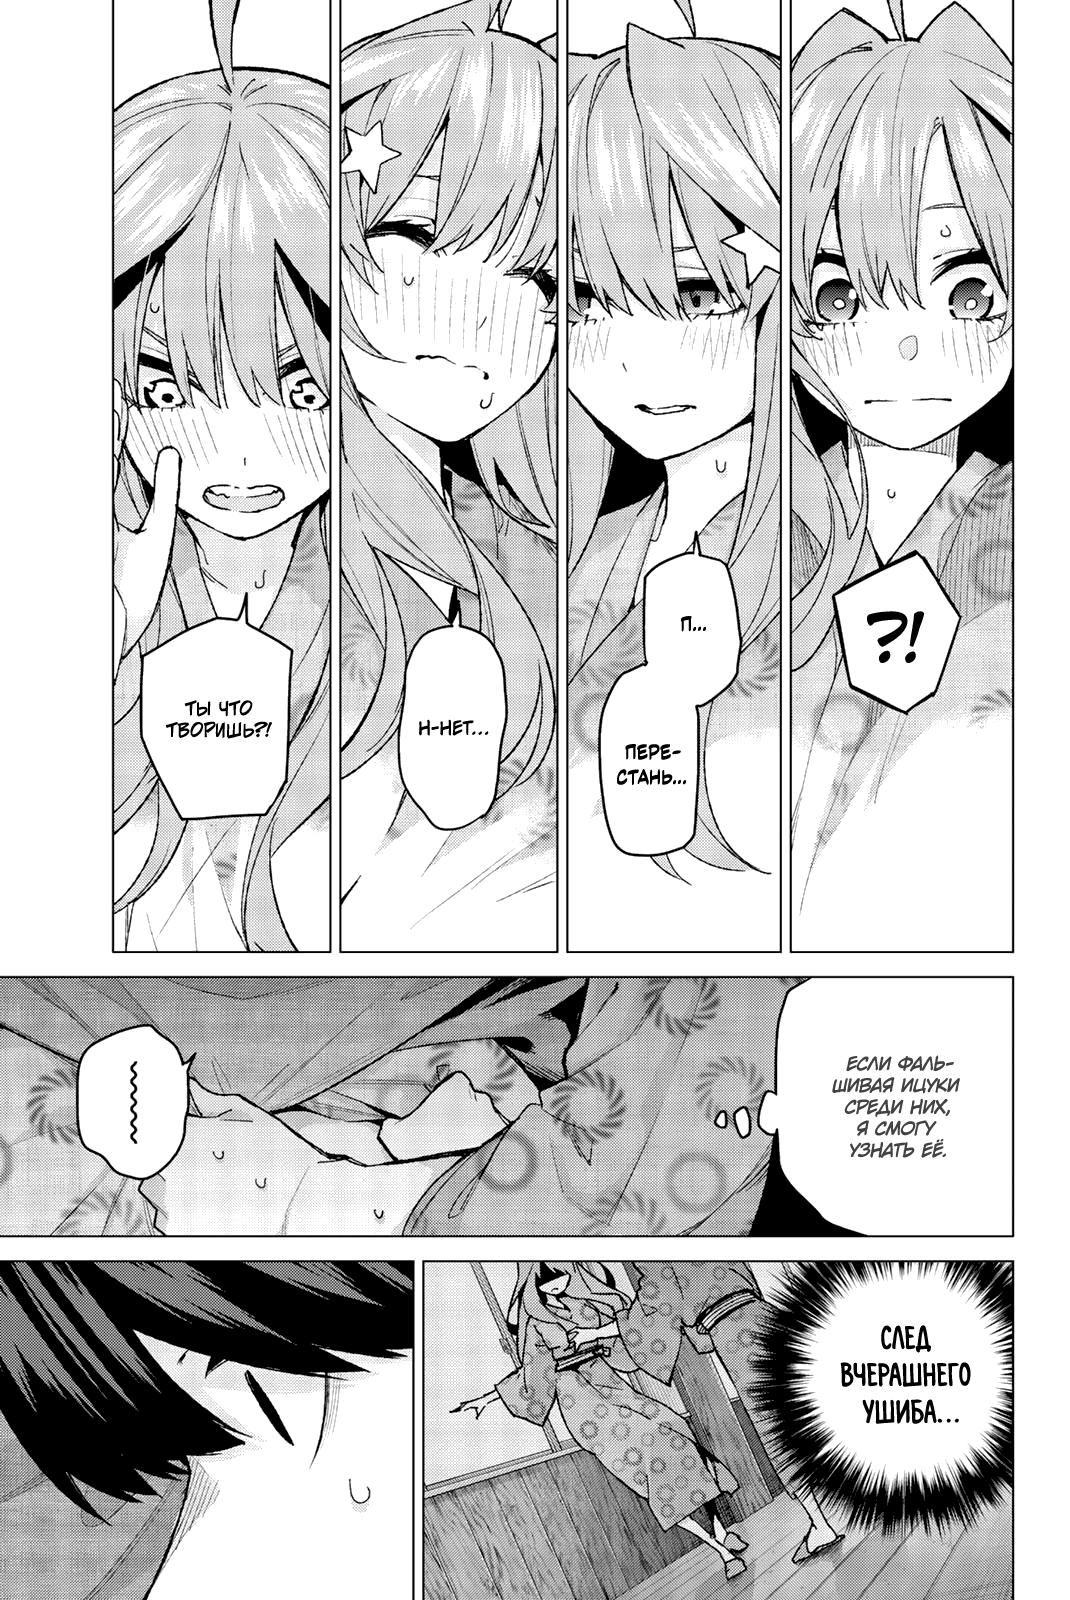 ?!
П...
ПЕРЕ-
СТАНЬ...
Н-НЕТ...
ТЫ ЧТО
ТВОРИШЬ?!
ЕСЛИ ФАЛЬ-
ШИВАЯ ИЦУКИ
СРЕДИ НИХ,
Я СМОГУ
УЗНАТЬ ЕЁ.
СЛЕД
ВЧЕРАШНЕГО
УШИБА...